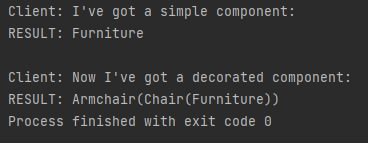 Client: I've got a simple component:
RESULT: Furniture
Client: Now I've got a decorated component:
RESULT: Armchair(Chair(Furniture))
Process finished with exit code 0